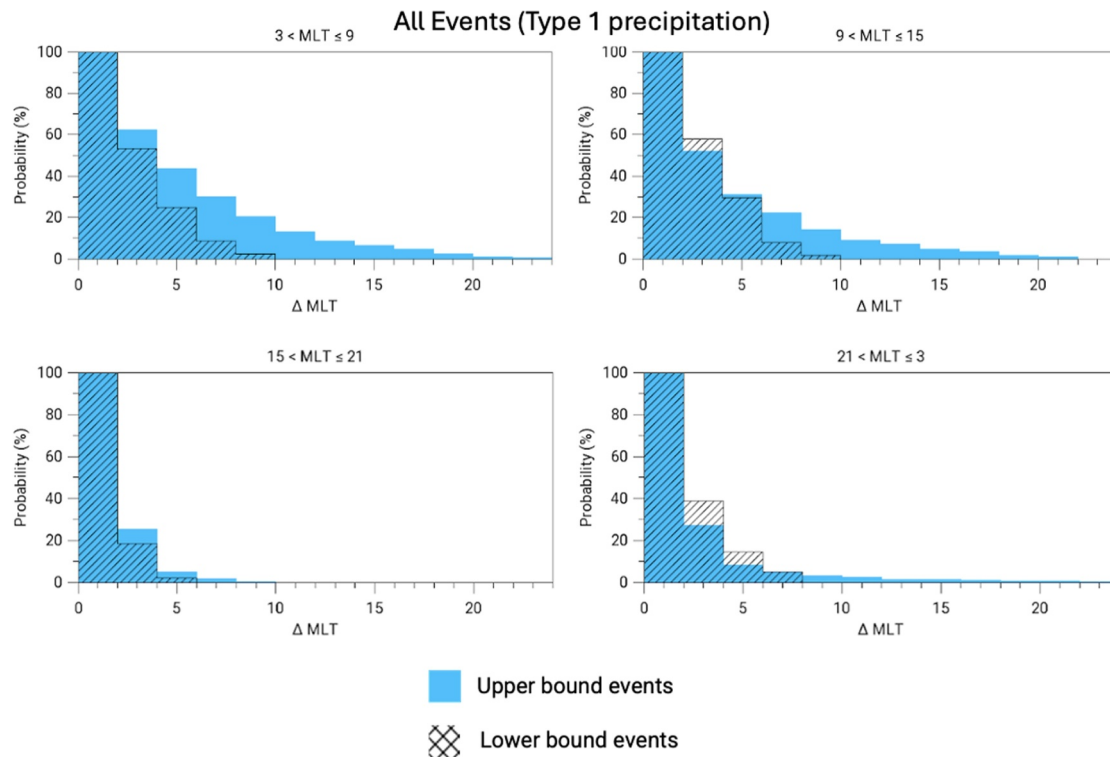 All Events (Type 1 precipitation)
3 < MLT ≤ 9
Probability (%)
100
80
60
40
20
0
0 5 10 15 20
Δ MLT
9 < MLT ≤ 15
Probability (%)
100
80
60
40
20
0
0 5 10 15 20
Δ MLT
15 < MLT ≤ 21
Probability (%)
100
80
60
40
20
0
0 5 10 15 20
Δ MLT
21 < MLT ≤ 3
Probability (%)
100
80
60
40
20
0
0 5 10 15 20
Δ MLT
Upper bound events
Lower bound events